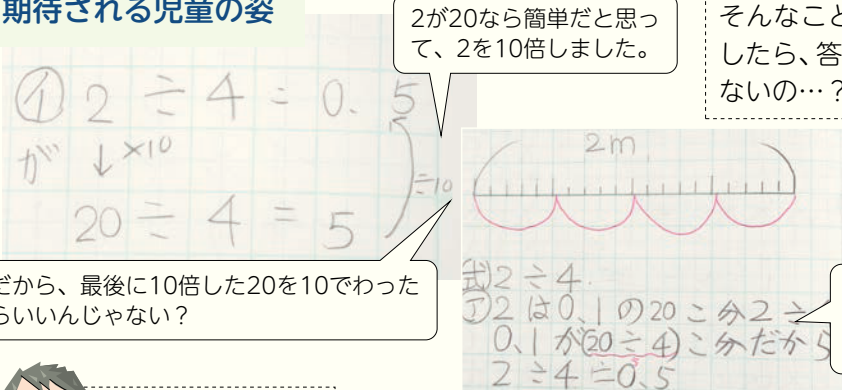 期待される児童の姿
2が20なら簡単だと思っ
て、2を10倍しました。
そんなこと
したら、答
ないの…?
㋑ 2 ÷ 4 = 0.5
が ↓×10
÷10
20 ÷ 4 = 5
だから、最後に10倍した20を10でわった
らいいんじゃない?
2m
式 2÷4
㋑ 2は0.1の20こ分2÷
0.1が(20÷4)こ分だから
5
2÷4=0.5